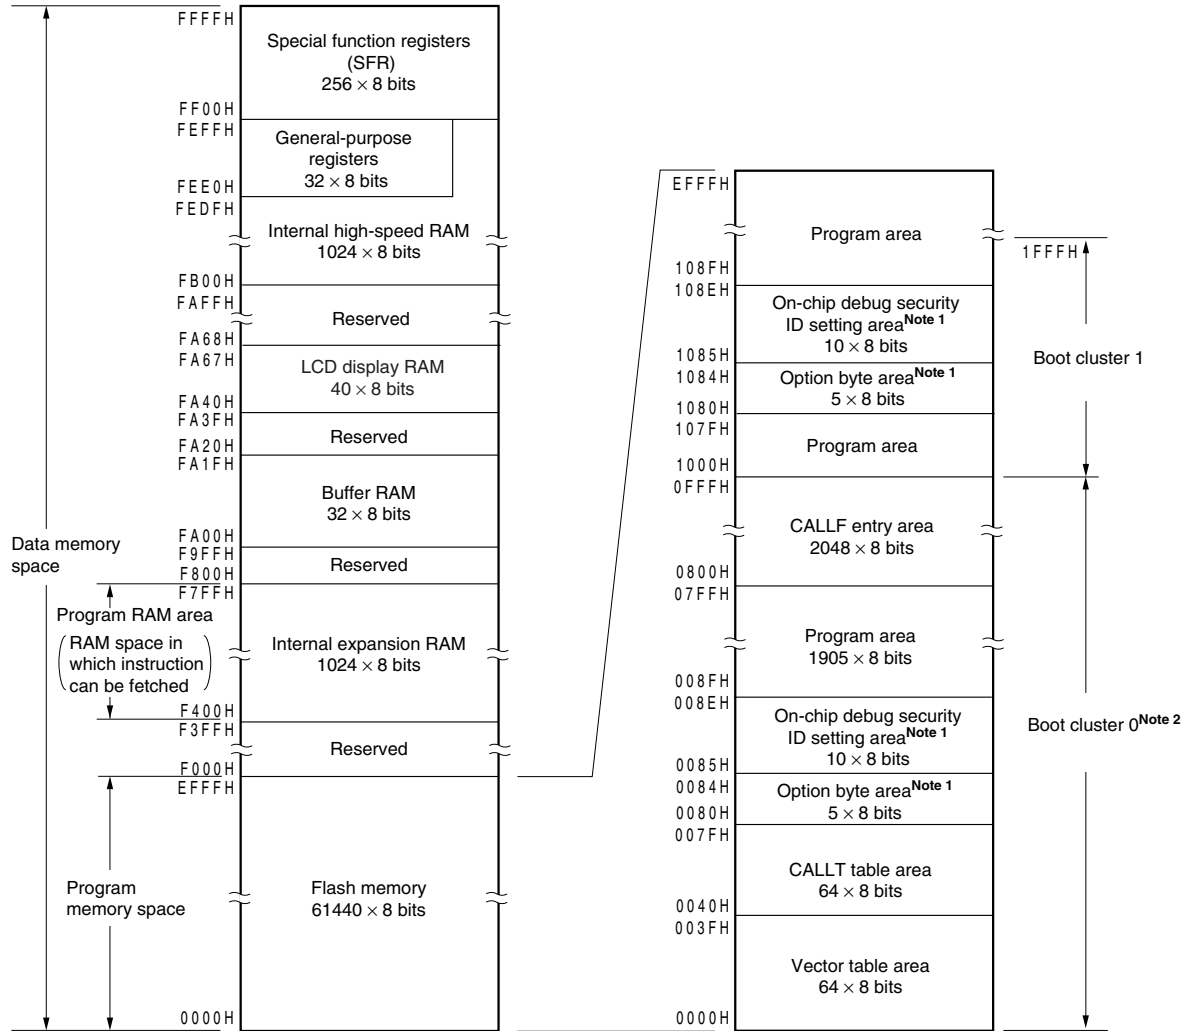 FFFFH
Special function registers
(SFR)
256 × 8 bits
FF00H
FEFFH
General-purpose
registers
32 × 8 bits
FEE0H
FEDFH
Internal high-speed RAM
1024 × 8 bits
FB00H
FAFFH
Reserved
FA68H
FA67H
LCD display RAM
40 × 8 bits
FA40H
FA3FH
Reserved
FA20H
FA1FH
Buffer RAM
32 × 8 bits
FA00H
F9FFH
Reserved
F800H
F7FFH
Data memory
space
Program RAM area
(RAM space in
which instruction
can be fetched)
Internal expansion RAM
1024 × 8 bits
F400H
F3FFH
Reserved
F000H
EFFFH
Program
memory space
Flash memory
61440 × 8 bits
0000H
EFFFH
Program area
1FFFH
108FH
108EH
On-chip debug security
ID setting area Note 1
10 × 8 bits
1085H
1084H
Option byte area Note 1
5 × 8 bits
1080H
107FH
Program area
1000H
0FFFH
Boot cluster 1
CALLF entry area
2048 × 8 bits
0800H
07FFH
Program area
1905 × 8 bits
008FH
008EH
On-chip debug security
ID setting area Note 1
10 × 8 bits
0085H
0084H
Option byte area Note 1
5 × 8 bits
0080H
007FH
Boot cluster 0 Note 2
CALLT table area
64 × 8 bits
0040H
003FH
Vector table area
64 × 8 bits
0000H